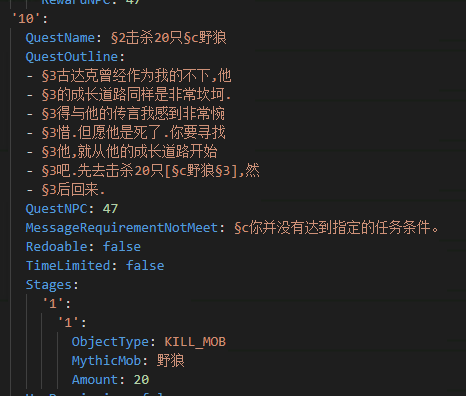 RewardNPC: 47
'10':
QuestName: §2击杀20只§c野狼
QuestOutline:
- §3古达克曾经作为我的不下,他
- §3的成长道路同样是非常坎坷.
- §3得与他的传言我感到非常惋
- §3惜.但愿他是死了.你要寻找
- §3他,就从他的成长道路开始
- §3吧.先去击杀20只[§c野狼§3],然
- §3后回来.
QuestNPC: 47
MessageRequirementNotMeet: §c你并没有达到指定的任务条件。
Redoable: false
TimeLimited: false
Stages:
'1':
'1':
ObjectType: KILL_MOB
MythicMob: 野狼
Amount: 20